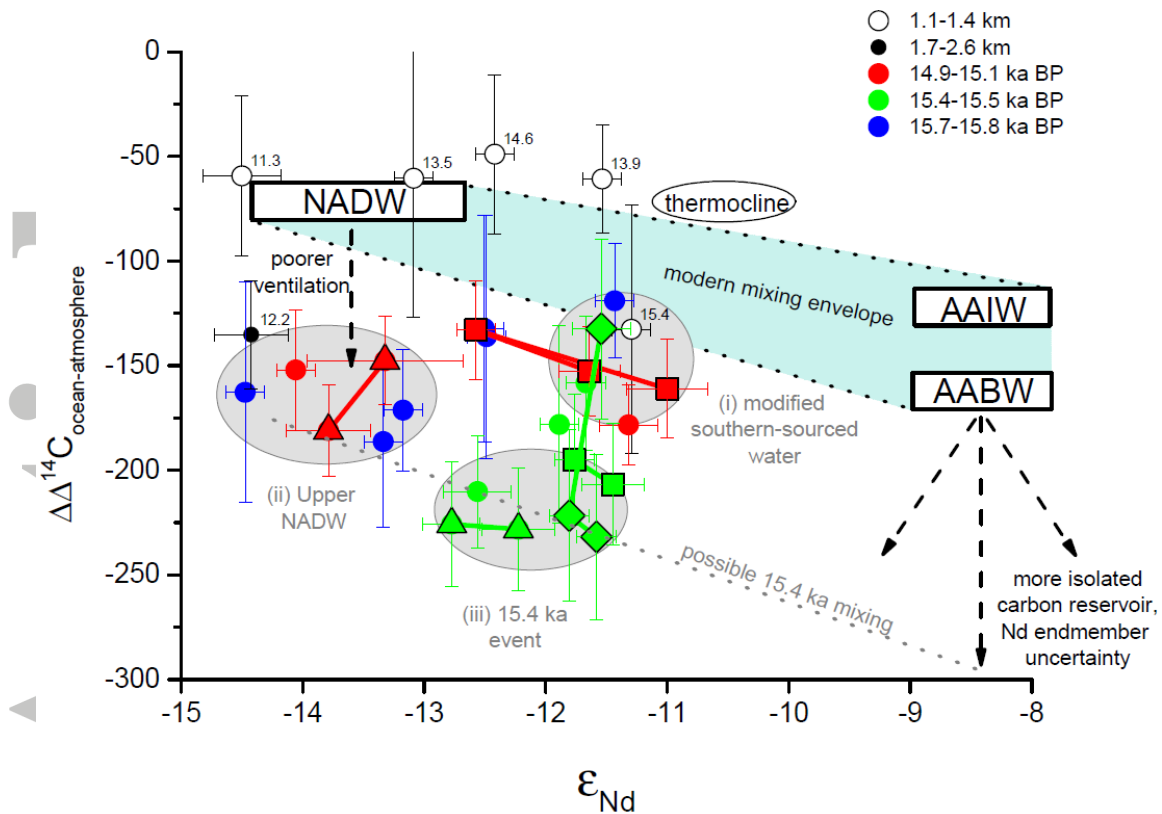 1.1-1.4 km
1.7-2.6 km
14.9-15.1 ka BP
15.4-15.5 ka BP
15.7-15.8 ka BP
0
-50
-100
-150
-200
-250
-300
ΔΔ14Cocean-atmosphere
11.3
13.5
14.6
13.9
thermocline
NADW
poorer
ventilation
modern mixing envelope
AAIW
12.2
15.4
AABW
(i) modified
southern-sourced
water
(ii) Upper
NADW
possible 15.4 ka mixing
(iii) 15.4 ka
event
more isolated
carbon reservoir,
Nd endmember
uncertainty
-15
-14
-13
-12
-11
-10
-9
-8
εNd